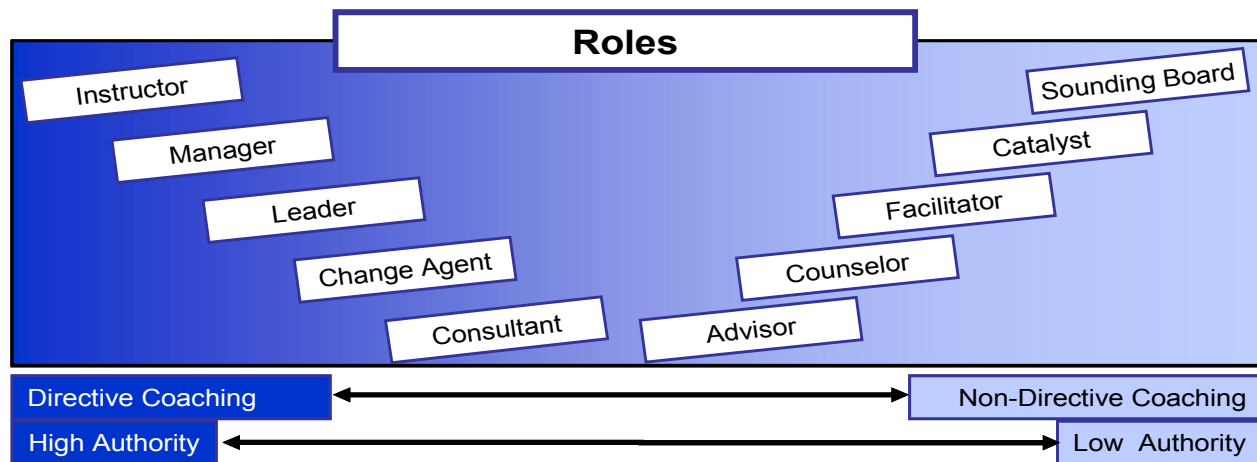 Roles
Instructor
Manager
Leader
Change Agent
Consultant
Advisor
Counselor
Facilitator
Catalyst
Sounding Board
Directive Coaching
Non-Directive Coaching
High Authority
Low Authority